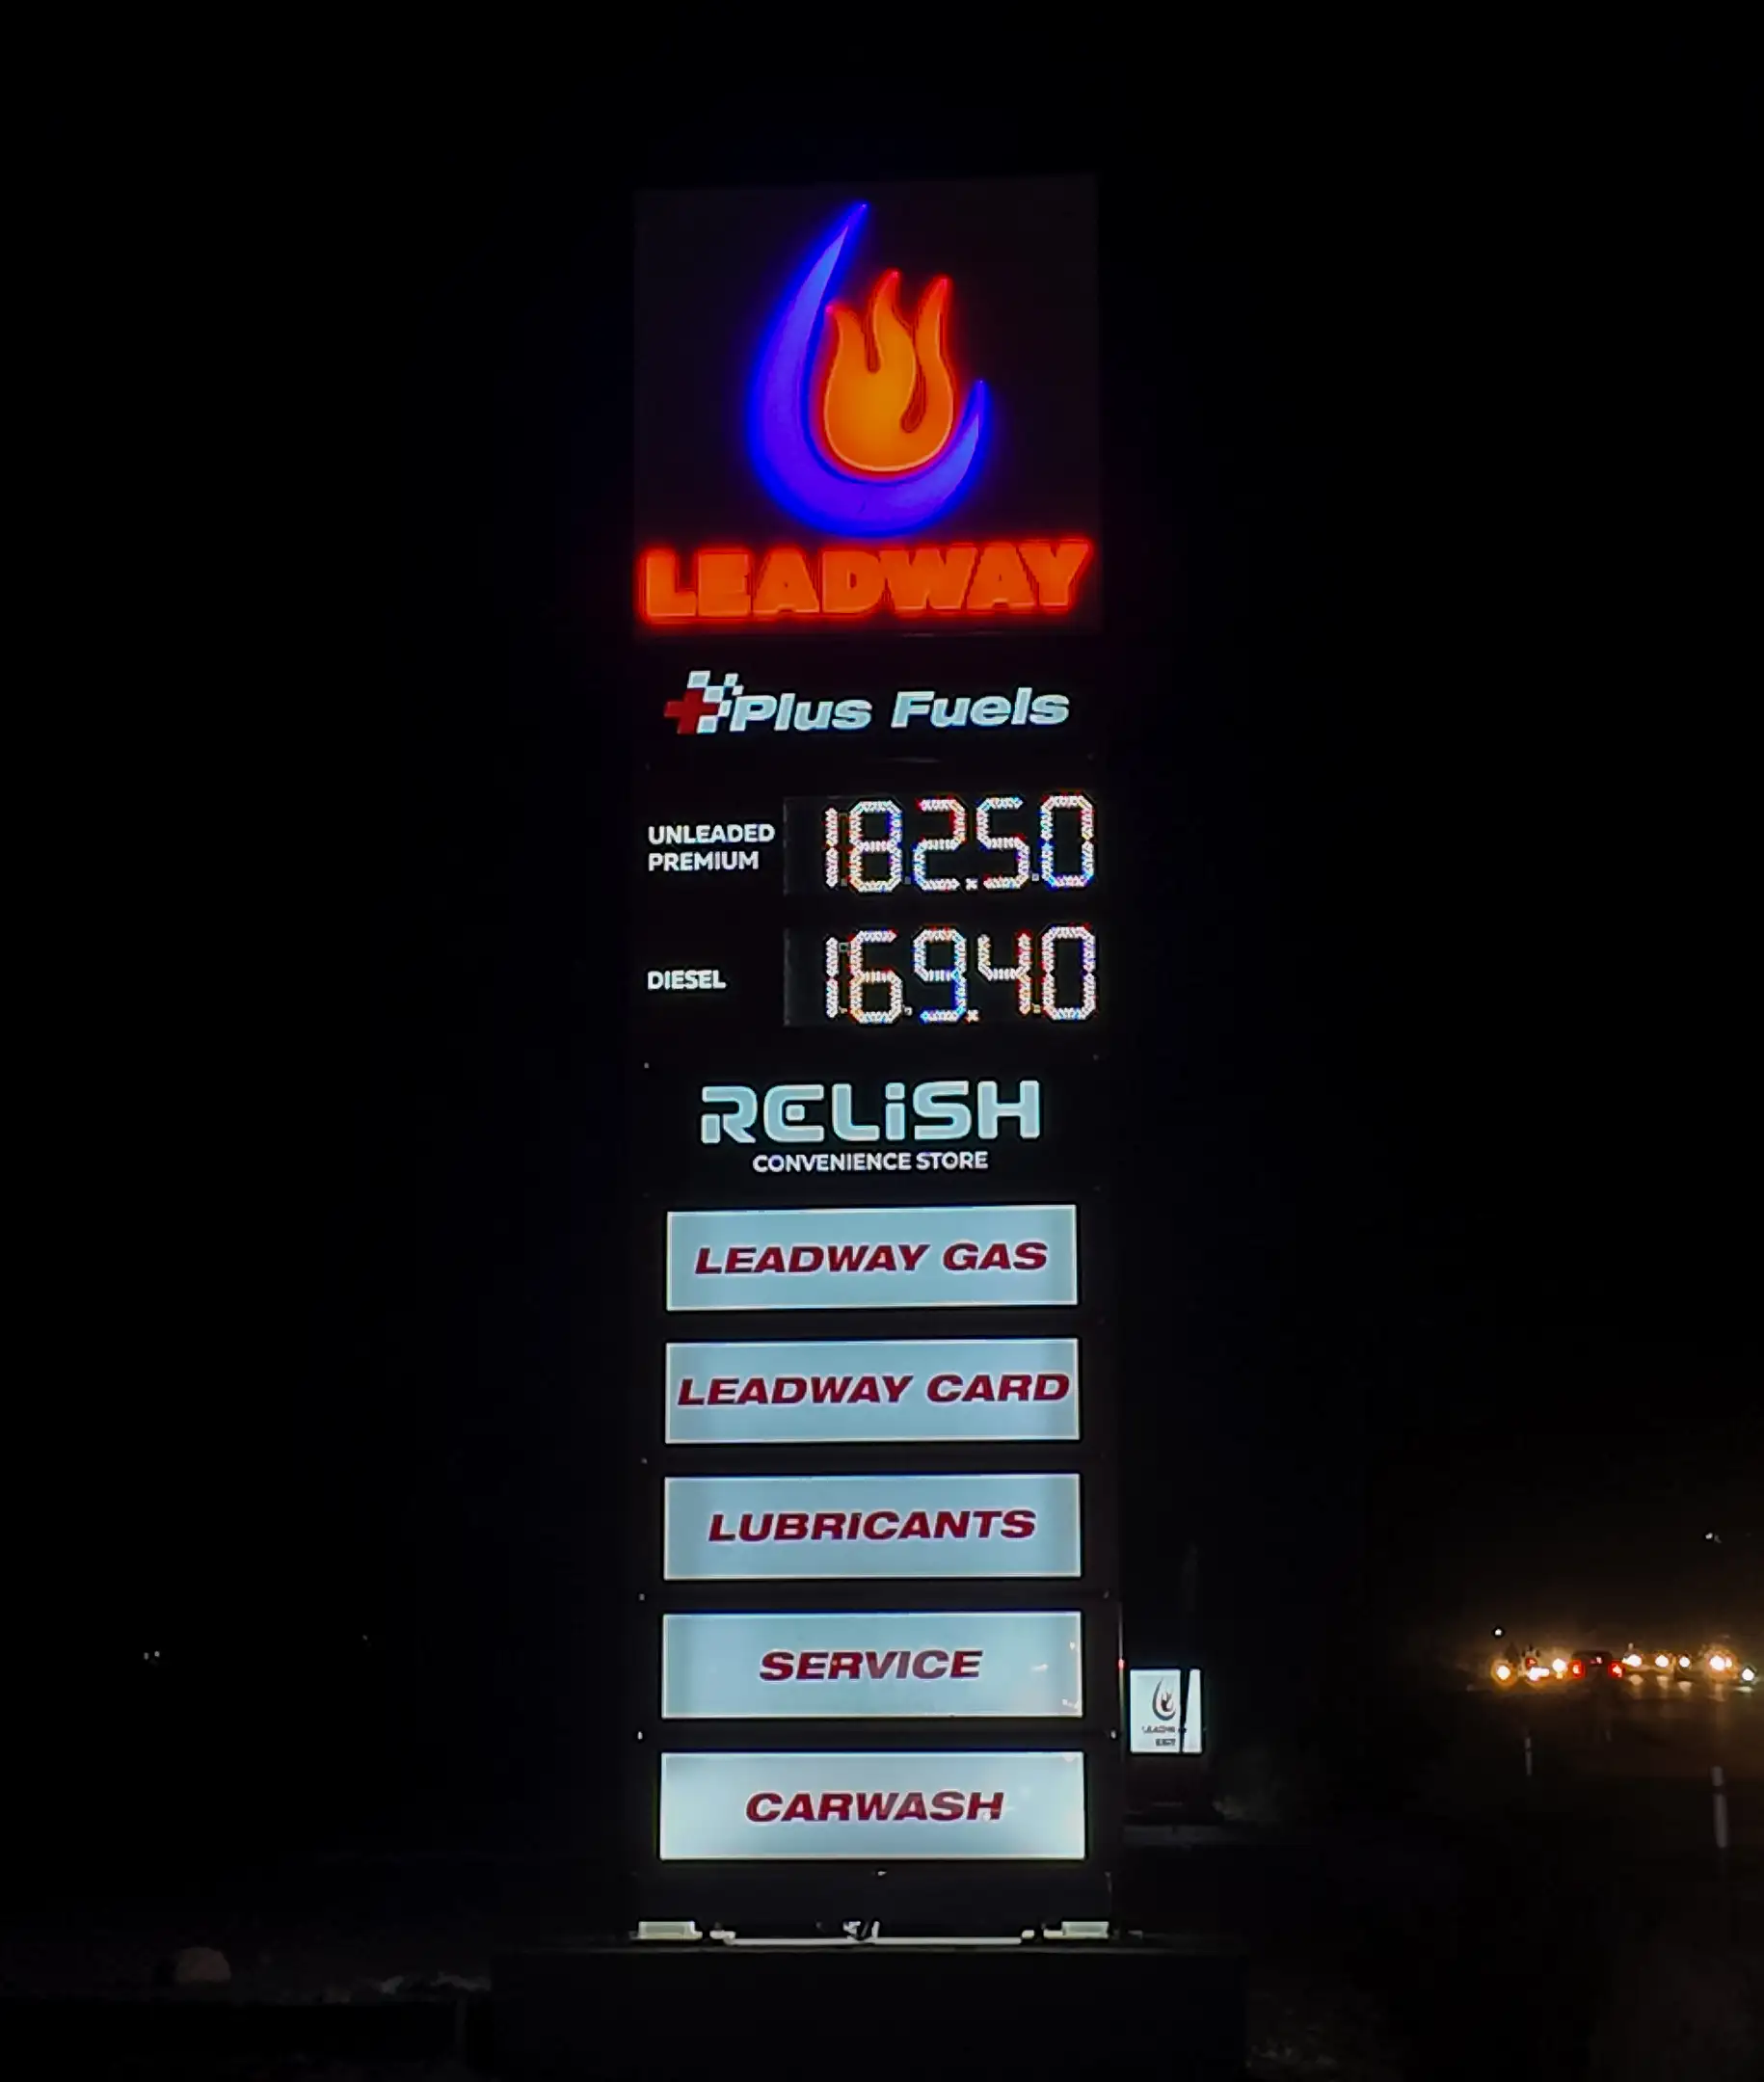 LEADWAY
Plus Fuels
UNLEADED
PREMIUM
182.50
DIESEL
169.40
RELiSH
CONVENIENCE STORE
LEADWAY GAS
LEADWAY CARD
LUBRICANTS
SERVICE
CARWASH